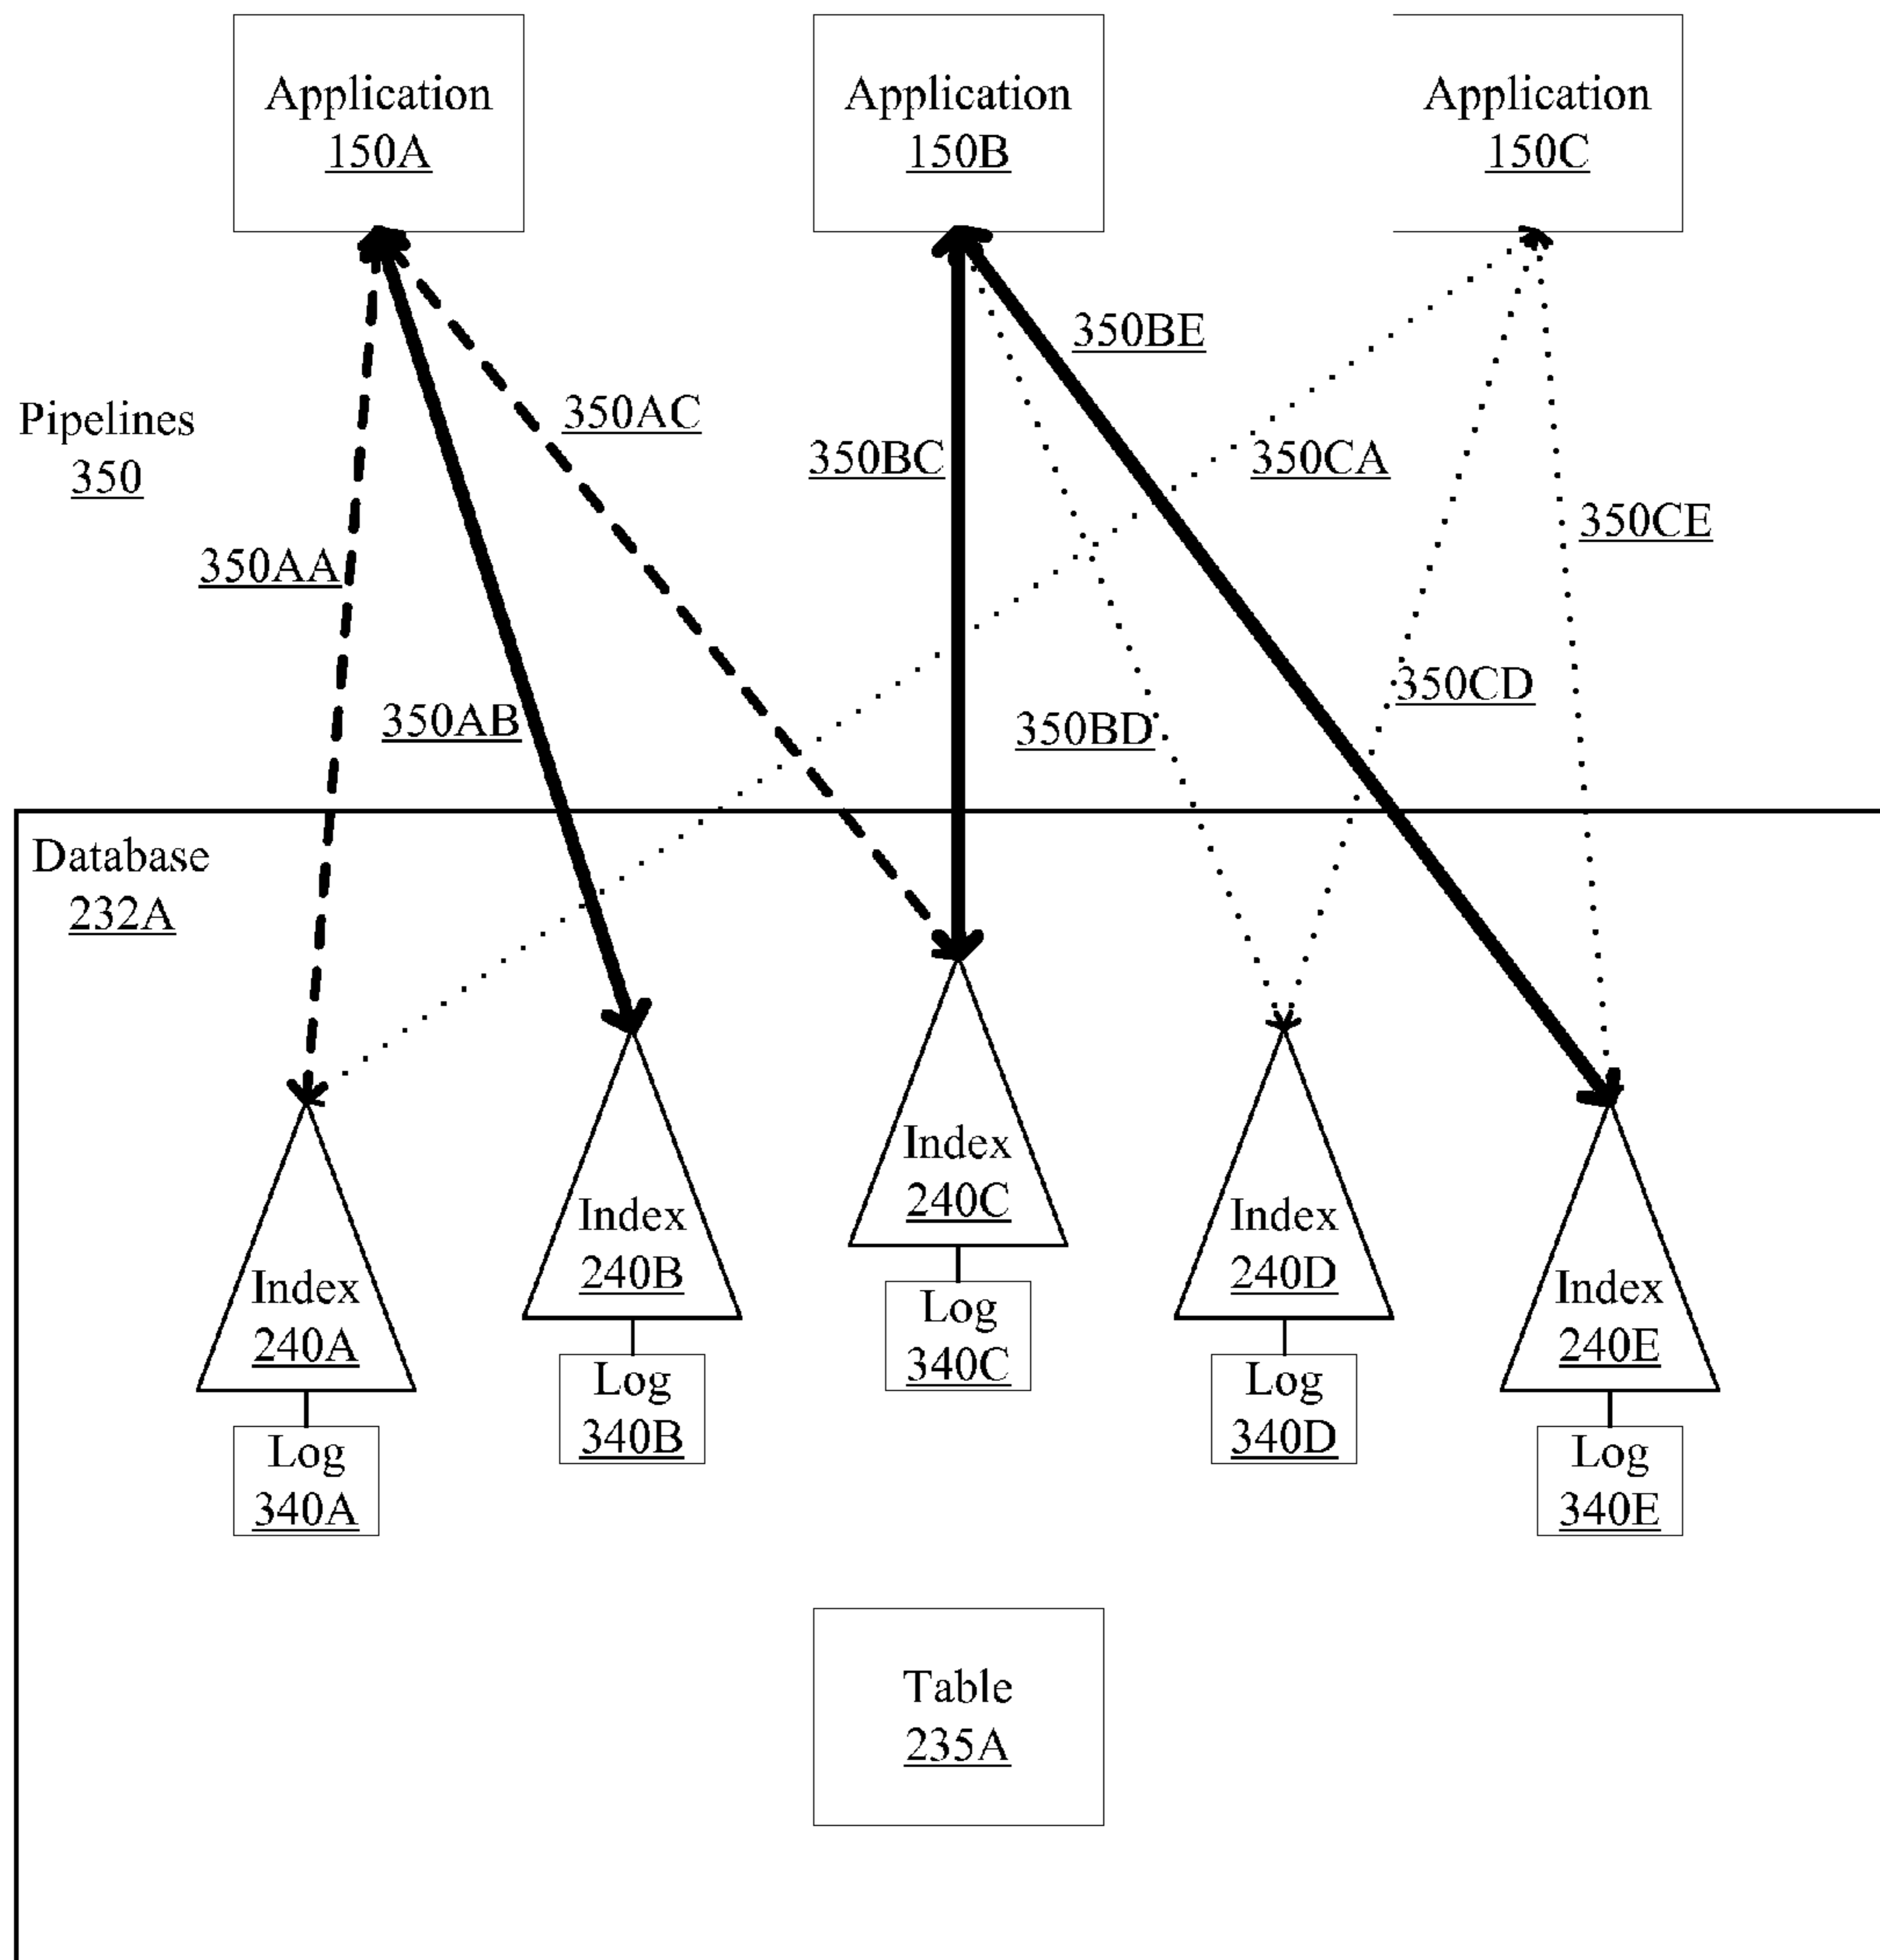 Application
150A
Application
150B
Application
150C
350BE
350AC
Pipelines
350
350BC
350CA
350CE
350AA
350CD
350AB
350BD
Database
232A
Index
240C
Index
240B
Index
240D
Index
240A
Index
240E
Log
340C
Log
340B
Log
340D
Log
340A
Log
340E
Table
235A